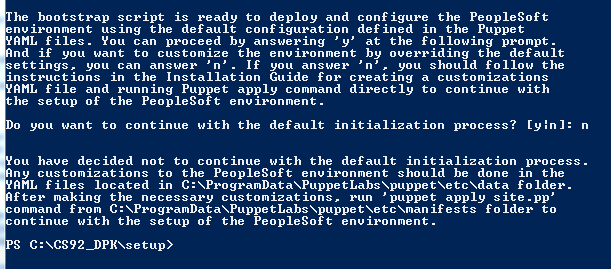 The bootstrap script is ready to deploy and configure the PeopleSoft
environment using the default configuration defined in the Puppet
YAML files. You can proceed by answering 'y' at the following prompt.
And if you want to customize the environment by overriding the default
settings, you can answer 'n'. If you answer 'n', you should follow the
instructions in the Installation Guide for creating a customizations
YAML file and running Puppet apply command directly to continue with
the setup of the PeopleSoft environment.
Do you want to continue with the default initialization process? [y|n]: n
You have decided not to continue with the default initialization process.
Any customizations to the PeopleSoft environment should be done in the
YAML files located in C:\ProgramData\PuppetLabs\puppet\etc\data folder.
After making the necessary customizations, run 'puppet apply site.pp'
command from C:\ProgramData\PuppetLabs\puppet\etc\manifests folder to
continue with the setup of the PeopleSoft environment.
PS C:\CS92_DPK\setup>